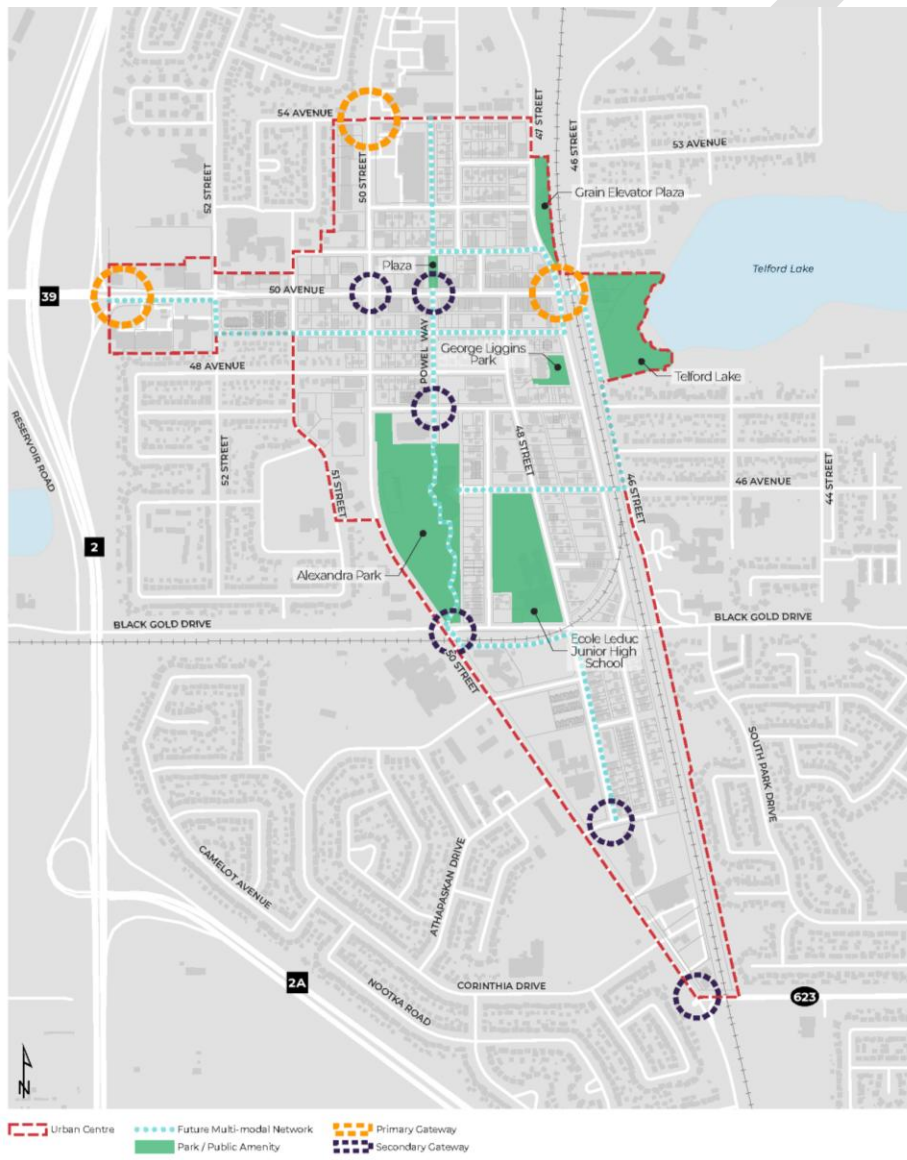 54 AVENUE
47 STREET
46 STREET
53 AVENUE
50 STREET
52 STREET
Grain Elevator Plaza
Plaza
Telford Lake
39
50 AVENUE
POWEL WAY
George Liggins
Park
48 AVENUE
Telford Lake
RESERVOIR ROAD
52 STREET
51 STREET
48 STREET
46 STREET
46 AVENUE
44 STREET
2
Alexandra Park
BLACK GOLD DRIVE
BLACK GOLD DRIVE
50 STREET
Ecole Leduc
Junior High
School
SOUTH PARK DRIVE
CAMELOT AVENUE
ATHAPASKAN DRIVE
2A
NOOTKA ROAD
CORINTHIA DRIVE
623
N
Urban Centre
Future Multi-modal Network
Primary Gateway
Park / Public Amenity
Secondary Gateway